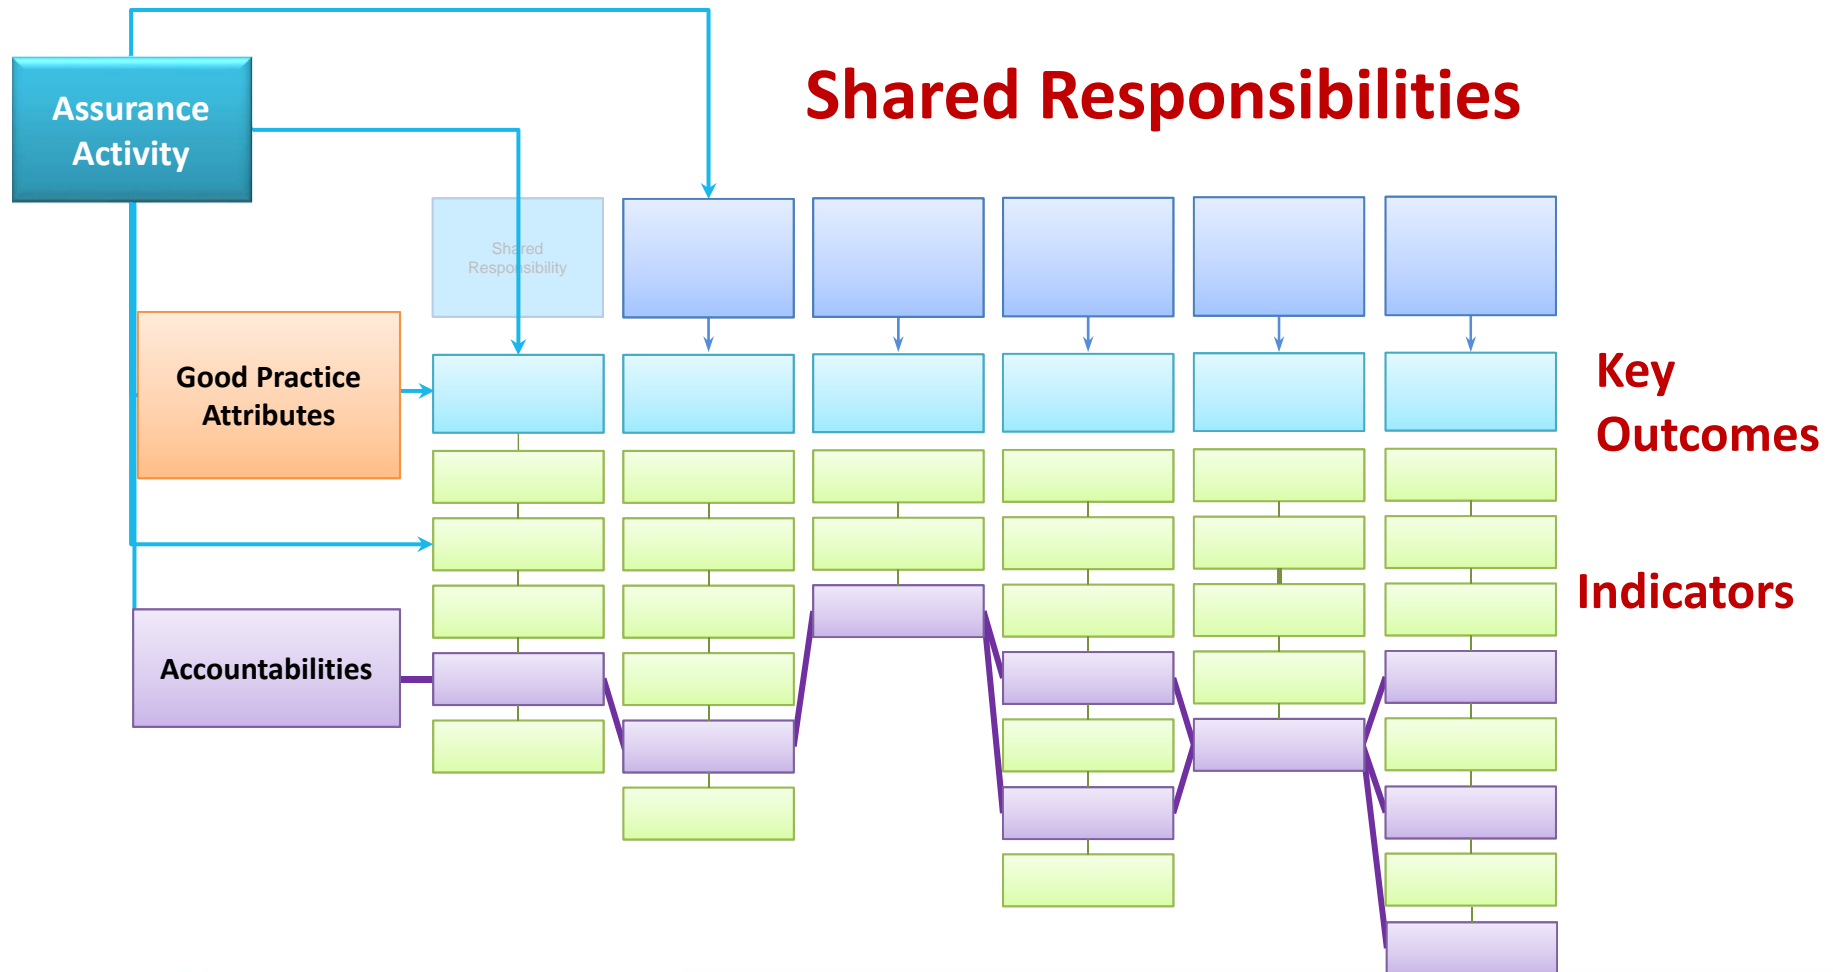 Shared Responsibilities
Assurance
Activity
Shared
Responsibility
Good Practice
Attributes
Key
Outcomes
Indicators
Accountabilities